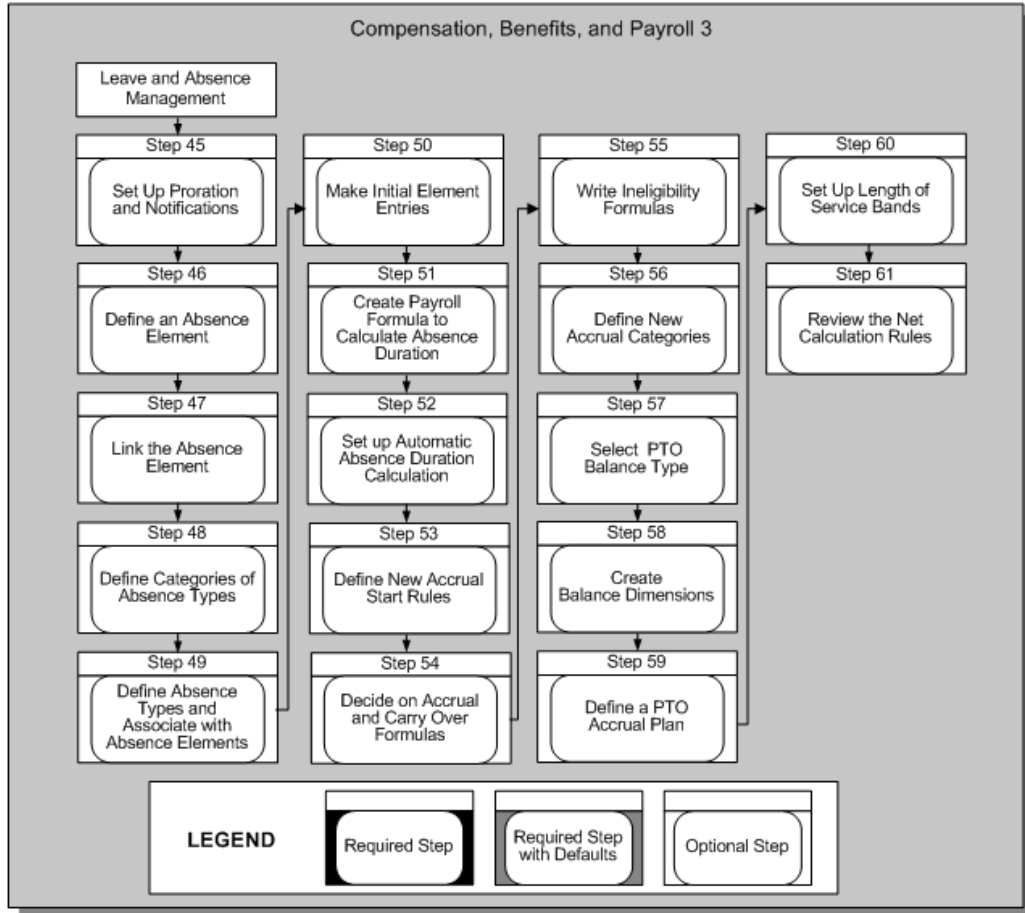 Compensation, Benefits, and Payroll 3
Leave and Absence
Management
Step 45
Set Up Proration
and Notifications
Step 46
Define an Absence
Element
Step 47
Link the Absence
Element
Step 48
Define Categories of
Absence Types
Step 49
Define Absence
Types and
Associate with
Absence Elements
Step 50
Make Initial Element
Entries
Step 51
Create Payroll
Formula to
Calculate Absence
Duration
Step 52
Set up Automatic
Absence Duration
Calculation
Step 53
Define New Accrual
Start Rules
Step 54
Decide on Accrual
and Carry Over
Formulas
Step 55
Write Ineligibility
Formulas
Step 56
Define New
Accrual Categories
Step 57
Select PTO
Balance Type
Step 58
Create
Balance Dimensions
Step 59
Define a PTO
Accrual Plan
Step 60
Set Up Length of
Service Bands
Step 61
Review the Net
Calculation Rules
LEGEND
Required Step
Required Step
with Defaults
Optional Step